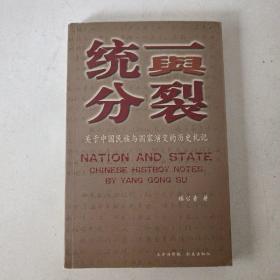 统一與
分裂
关于中国民族与国家演变的历史札记
NATION AND STATE
CHINESE HISTROY NOTES
BY YANG GONG SU
杨公素 著